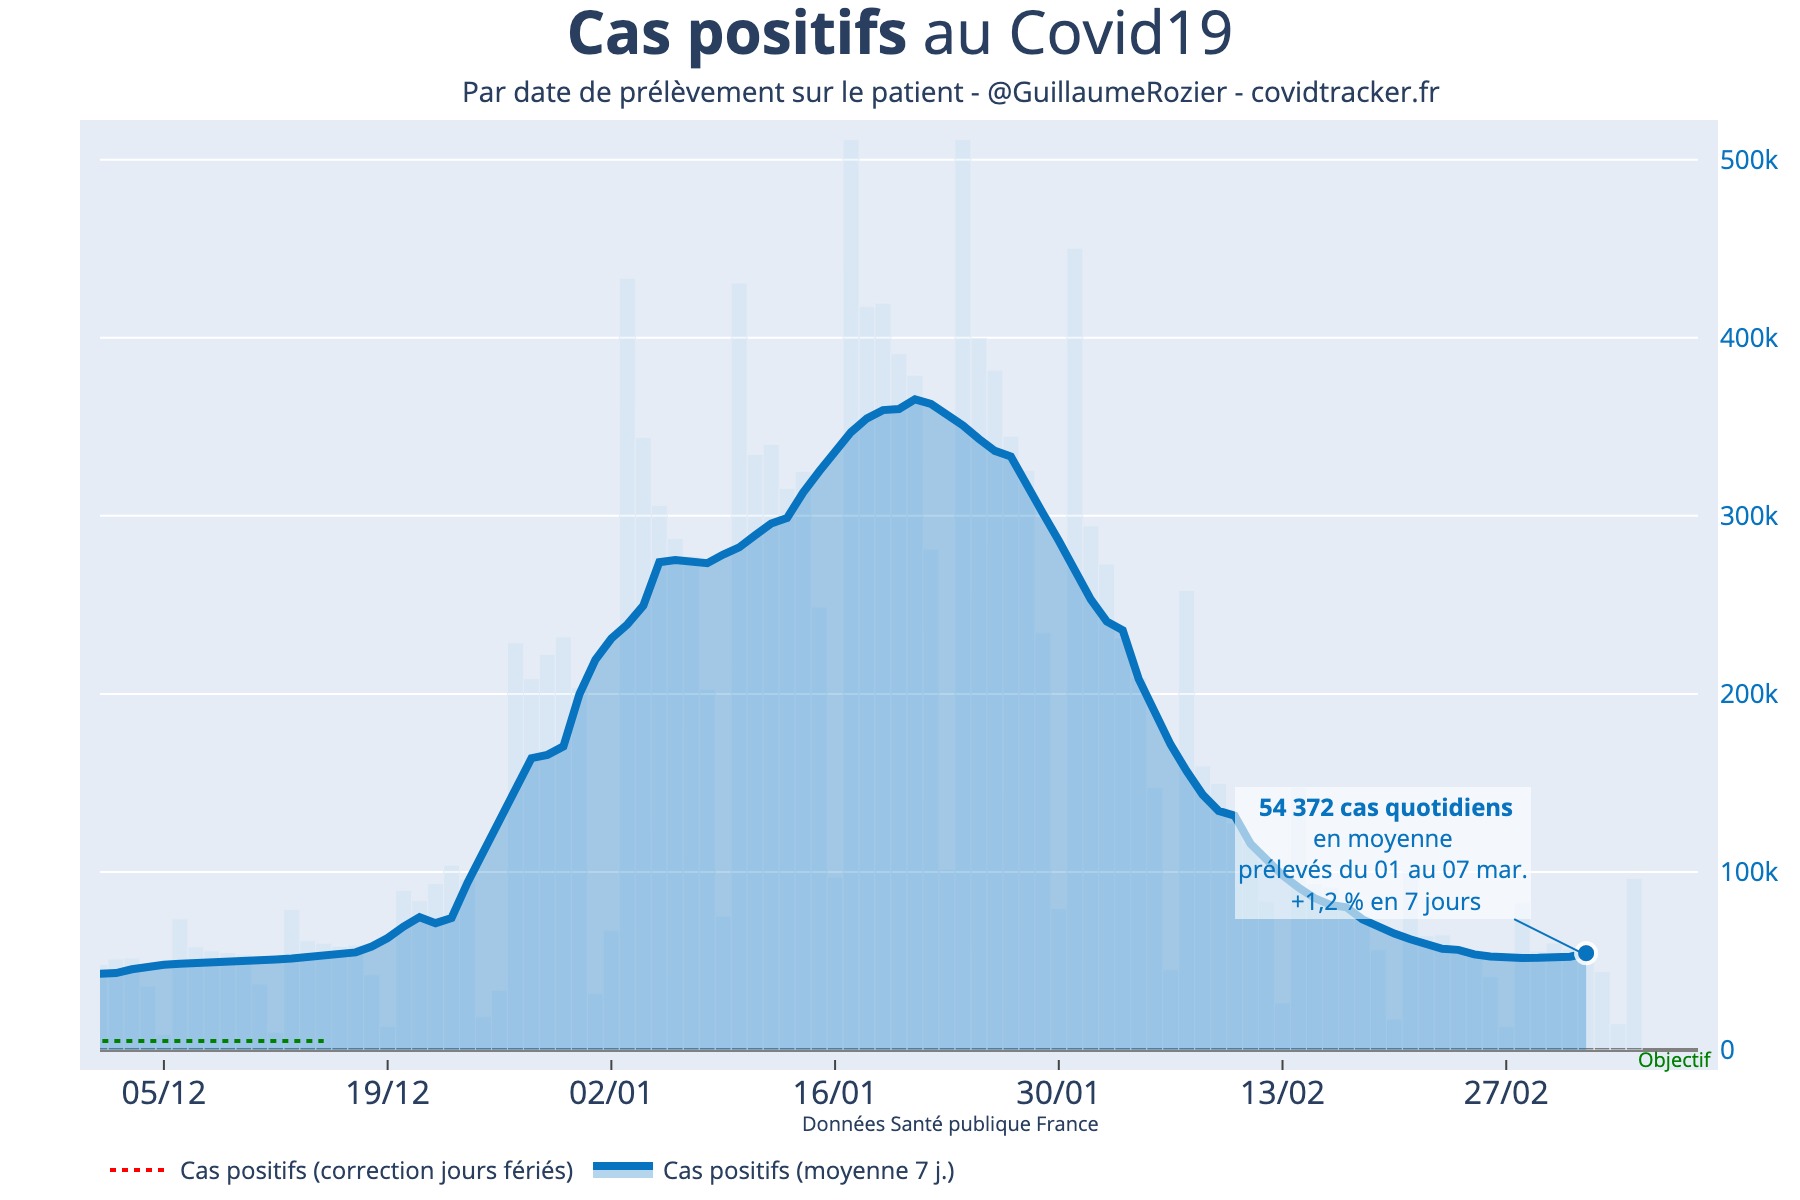 Cas positifs au Covid19
Par date de prélèvement sur le patient - @GuillaumeRozier - covidtracker.fr
500k
400k
300k
200k
100k
0
54 372 cas quotidiens
en moyenne
prélevés du 01 au 07 mar.
+1,2 % en 7 jours
Objectif
05/12 19/12 02/01 16/01 30/01 13/02 27/02
Données Santé publique France
Cas positifs (correction jours fériés) Cas positifs (moyenne 7 j.)